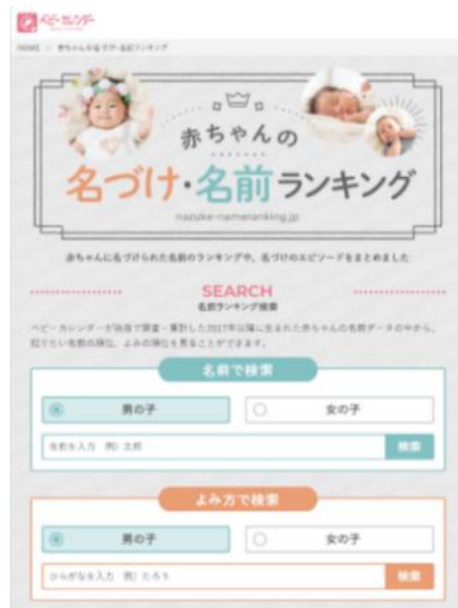 ベビーカレンダー
HOME > 赤ちゃんの名づけ・名前ランキング
赤ちゃんの
名づけ・名前ランキング
nazuke-nameranking.jp
赤ちゃんに名づけられた名前のランキングや、名づけのエピソードをまとめました
SEARCH
名前ランキング検索
ベビーカレンダーが独自で調査・集計した2017年以降に生まれた赤ちゃんの名前データの中から、
知りたい名前の順位、よみの順位を見ることができます。
名前で検索
男の子 女の子
名前を入力 例）太郎 検索
よみ方で検索
男の子 女の子
ひらがなを入力 例）たろう 検索